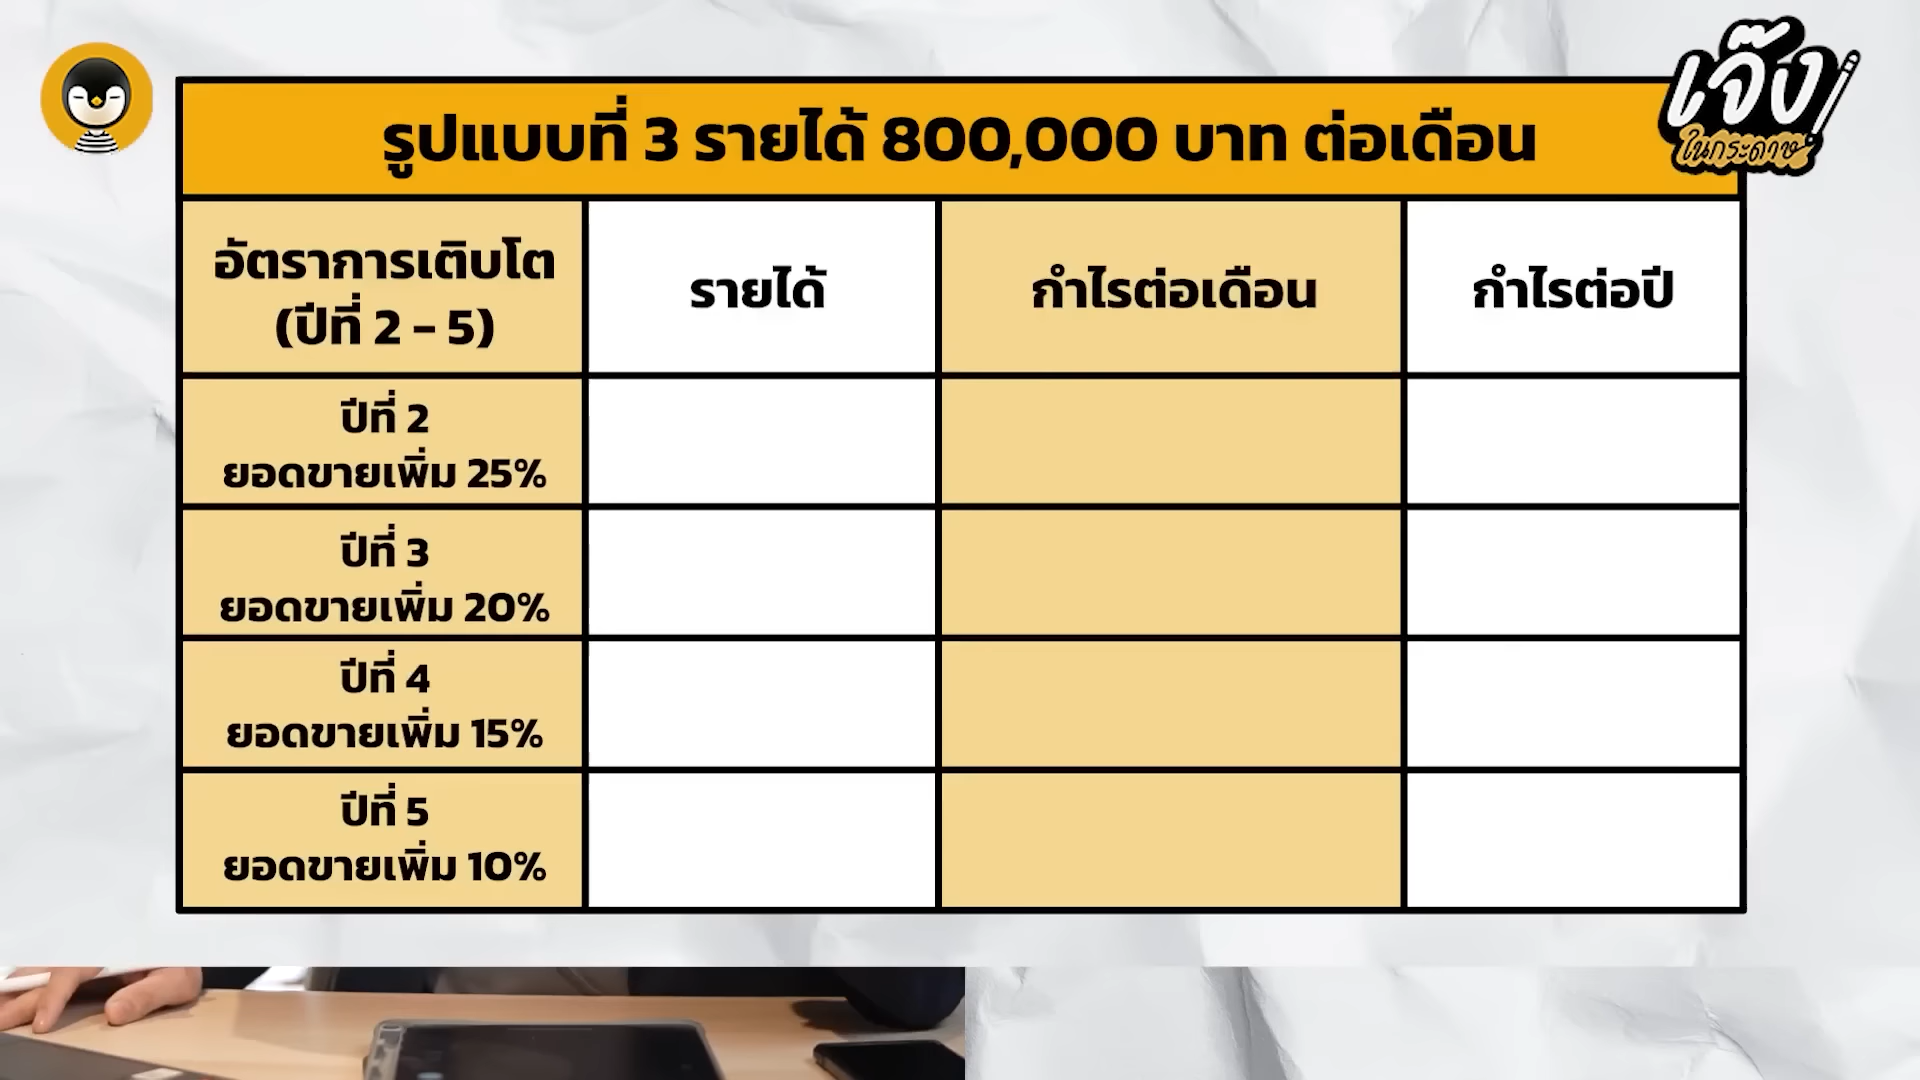 เจ๊ง
ในกระดาษ
รูปแบบที่ 3 รายได้ 800,000 บาท ต่อเดือน
อัตราการเติบโต
(ปีที่ 2 - 5)
รายได้
กำไรต่อเดือน
กำไรต่อปี
ปีที่ 2
ยอดขายเพิ่ม 25%
ปีที่ 3
ยอดขายเพิ่ม 20%
ปีที่ 4
ยอดขายเพิ่ม 15%
ปีที่ 5
ยอดขายเพิ่ม 10%